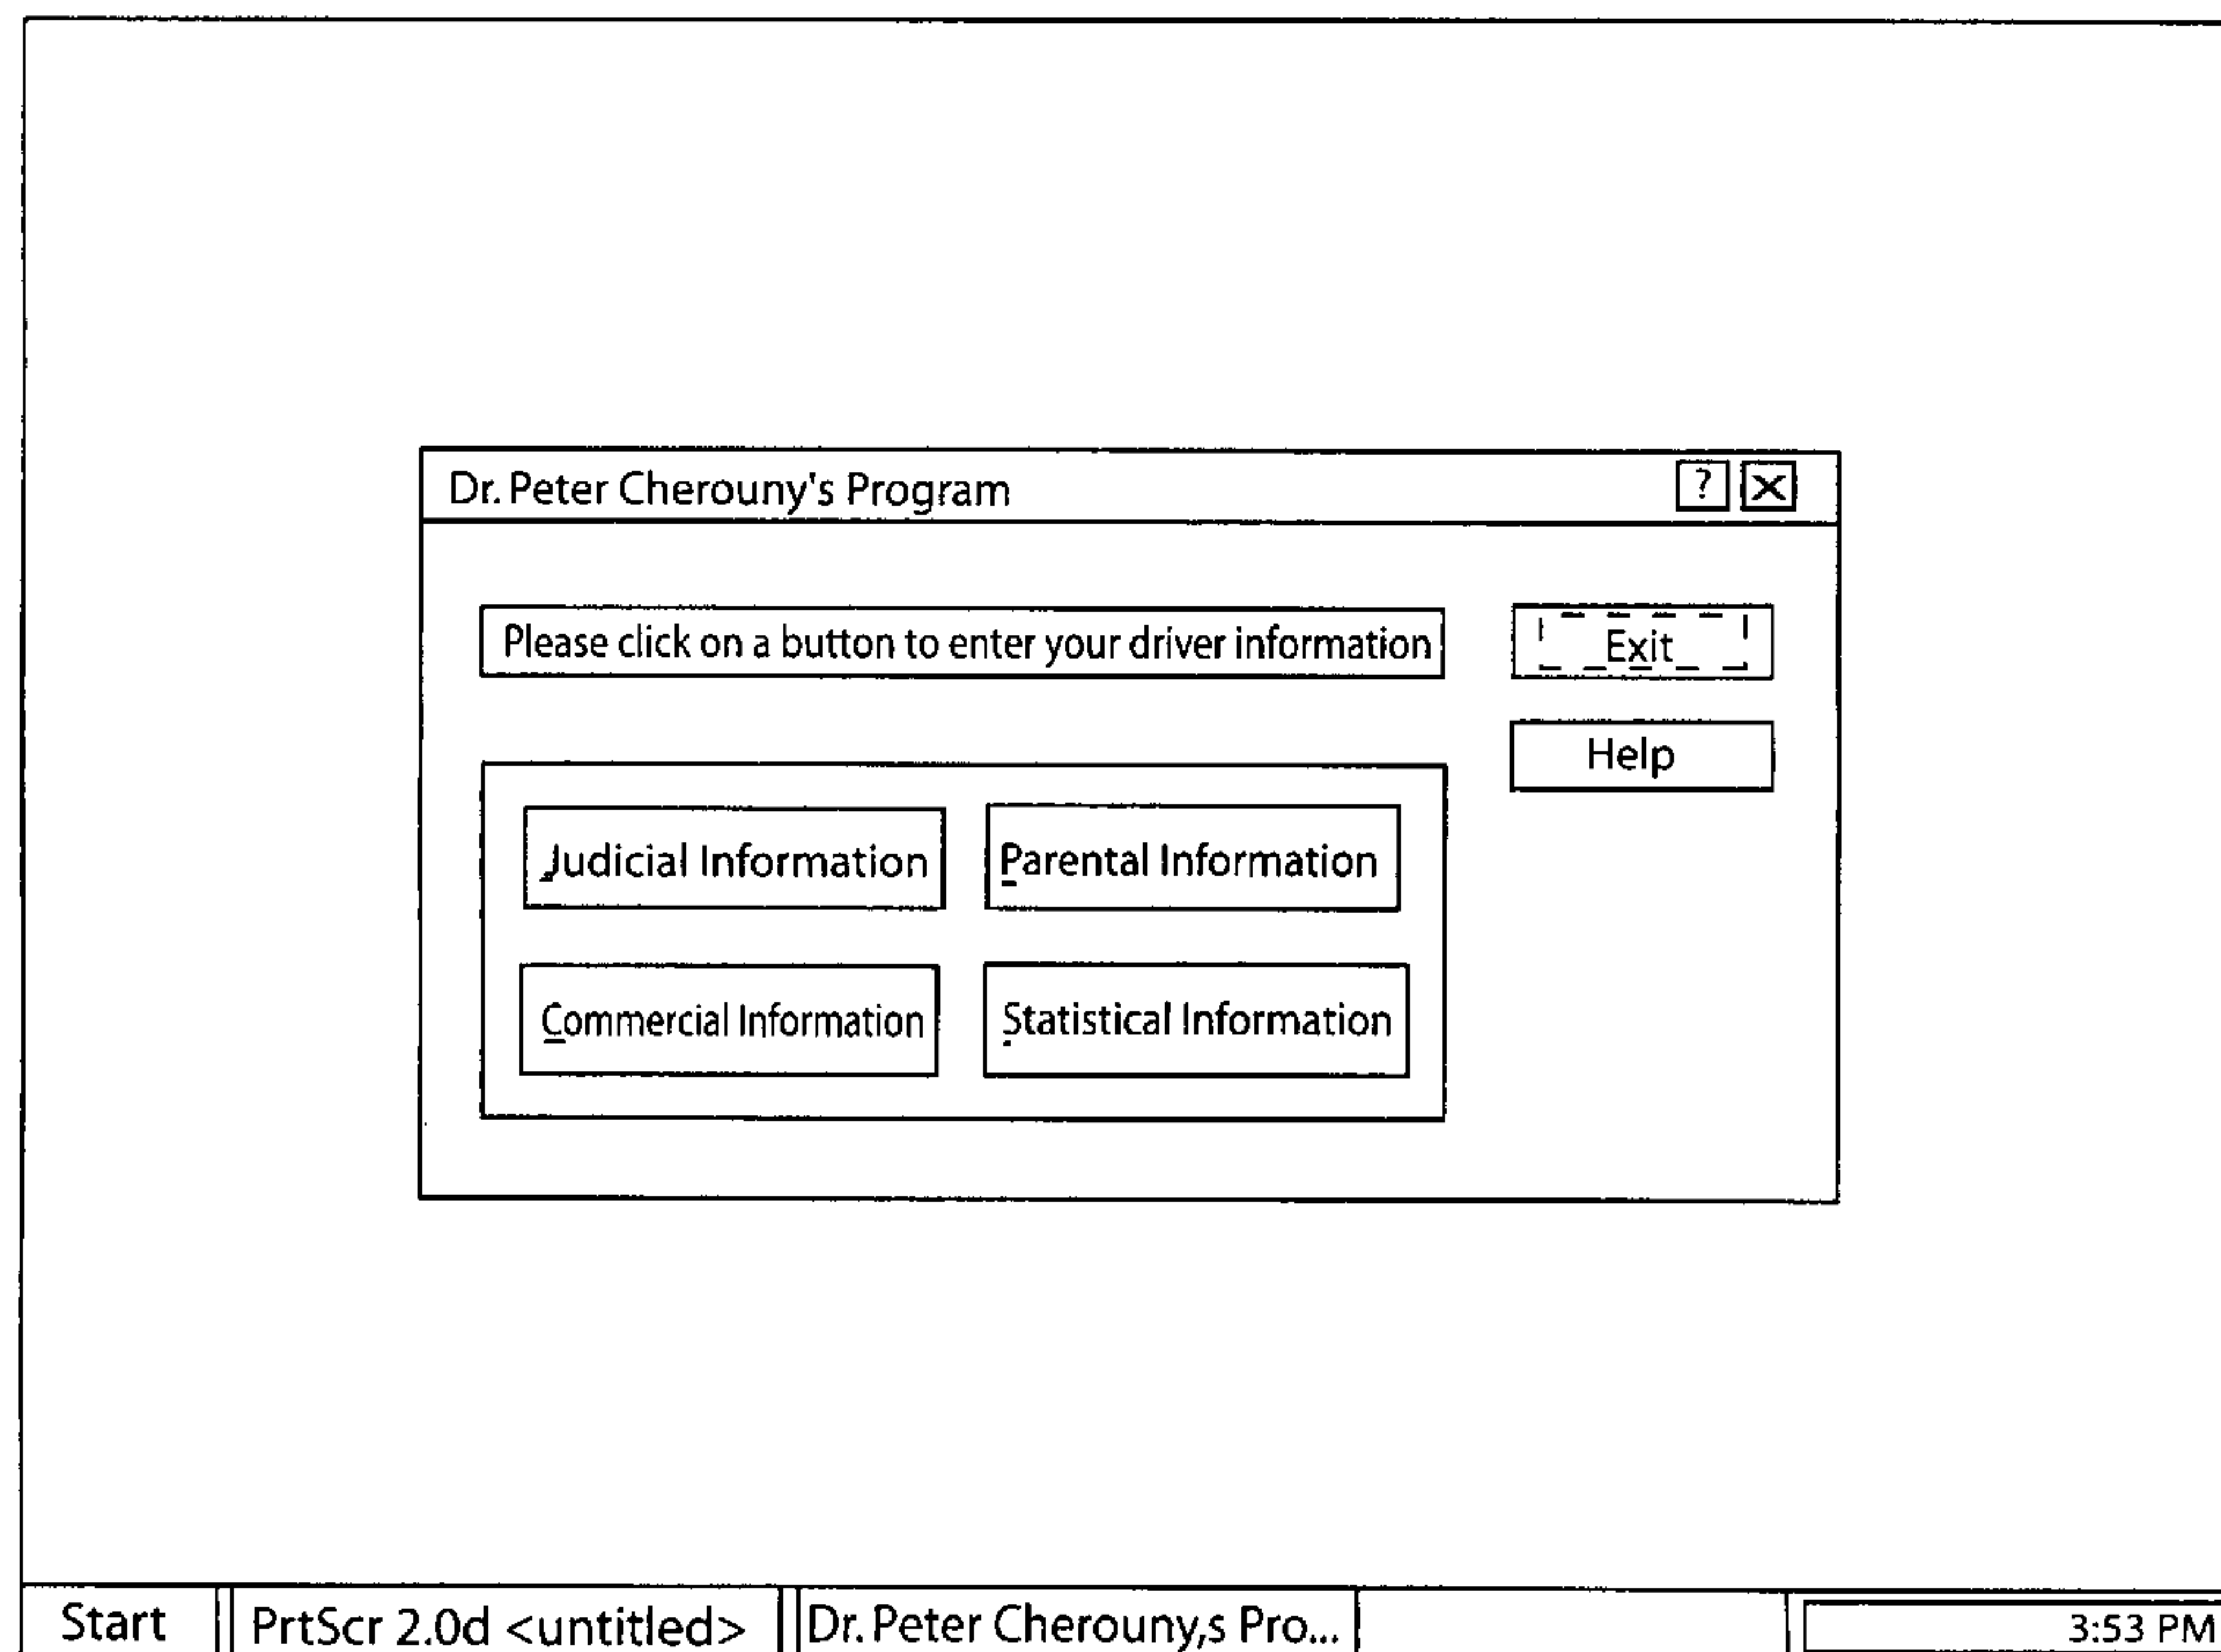 Dr. Peter Cherouny's Program ? X
Please click on a button to enter your driver information
Exit
Help
Judicial Information Parental Information
Commercial Information Statistical Information
Start PrtScr 2.0d <untitled> Dr. Peter Cherouny,s Pro... 3:53 PM